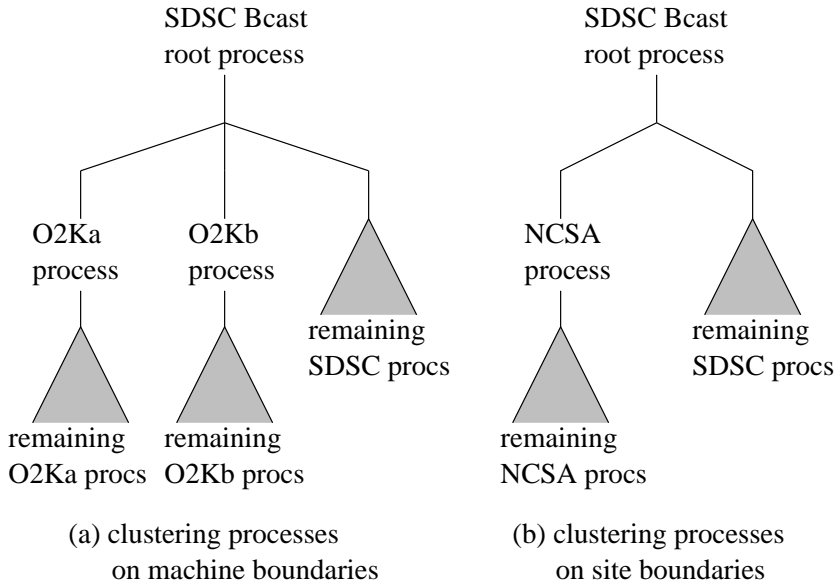 SDSC Bcast
root process
O2Ka
process
O2Kb
process
remaining
SDSC procs
remaining
O2Ka procs
remaining
O2Kb procs
(a) clustering processes
on machine boundaries
SDSC Bcast
root process
NCSA
process
remaining
SDSC procs
remaining
NCSA procs
(b) clustering processes
on site boundaries